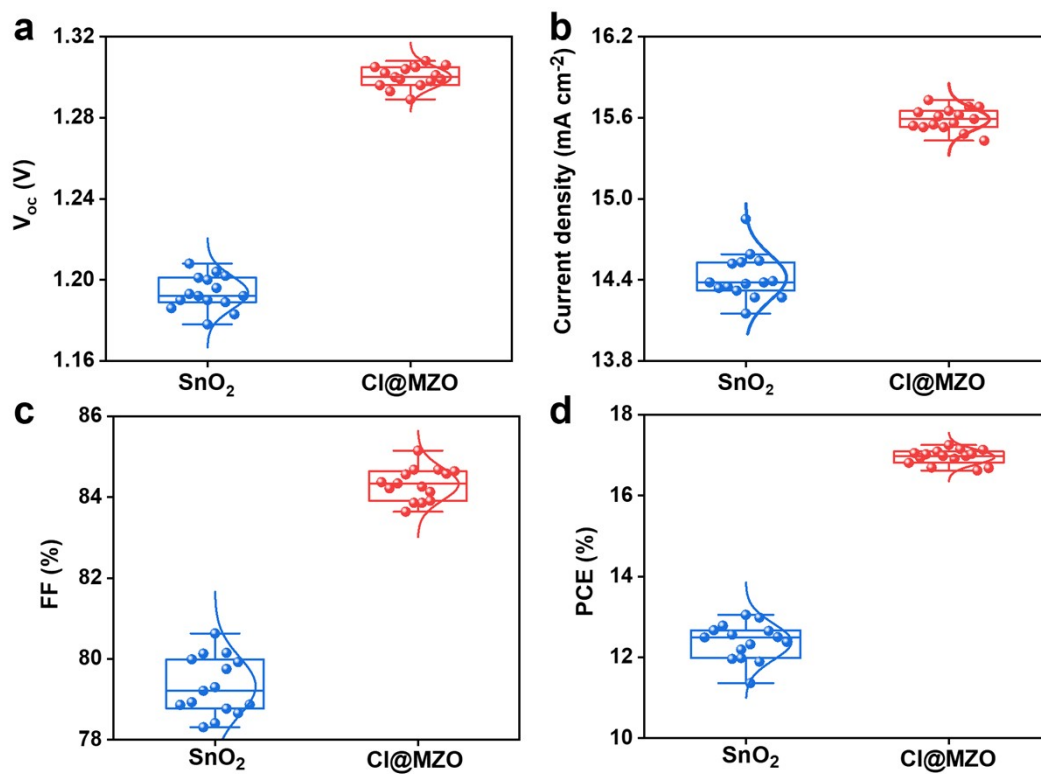 a
1.32
1.28
1.24
1.20
1.16
Voc (V)
SnO2
Cl@MZO
b
16.2
15.6
15.0
14.4
13.8
Current density (mA cm-2)
SnO2
Cl@MZO
c
86
84
82
80
78
FF (%)
SnO2
Cl@MZO
d
18
16
14
12
10
PCE (%)
SnO2
Cl@MZO